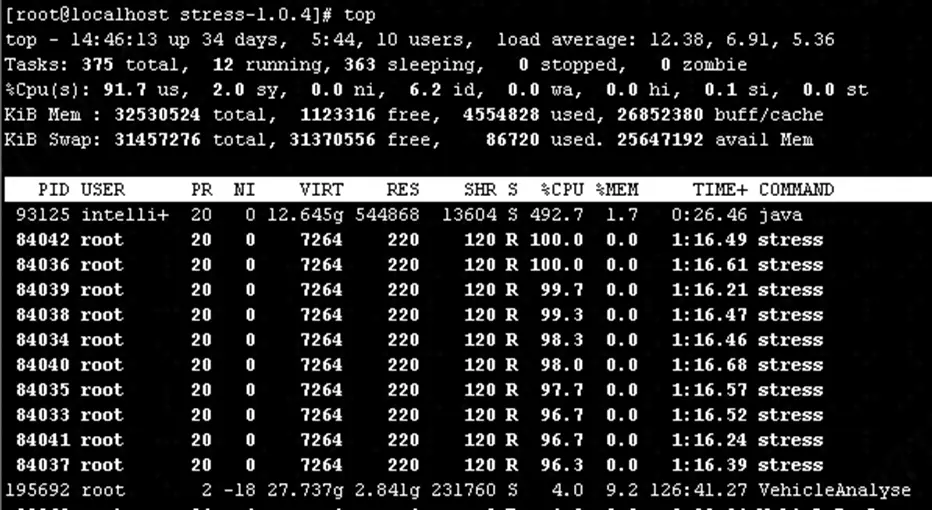 [root@localhost stress-1.0.4]# top
top - 14:46:13 up 34 days,  5:44, 10 users,  load average: 12.38, 6.91, 5.36
Tasks: 375 total,  12 running, 363 sleeping,   0 stopped,   0 zombie
%Cpu(s): 91.7 us,  2.0 sy,  0.0 ni,  6.2 id,  0.0 wa,  0.0 hi,  0.1 si,  0.0 st
KiB Mem : 32530524 total,  1123316 free,  4554828 used, 26852380 buff/cache
KiB Swap: 31457276 total, 31370556 free,    86720 used. 25647192 avail Mem
PID USER PR NI VIRT RES SHR S %CPU %MEM TIME+ COMMAND
93125 intelli+ 20 0 12.645g 544868 13604 S 492.7 1.7 0:26.46 java
84042 root 20 0 7264 220 120 R 100.0 0.0 1:16.49 stress
84036 root 20 0 7264 220 120 R 100.0 0.0 1:16.61 stress
84039 root 20 0 7264 220 120 R 99.7 0.0 1:16.21 stress
84038 root 20 0 7264 220 120 R 99.3 0.0 1:16.47 stress
84034 root 20 0 7264 220 120 R 98.3 0.0 1:16.46 stress
84040 root 20 0 7264 220 120 R 98.0 0.0 1:16.68 stress
84035 root 20 0 7264 220 120 R 97.7 0.0 1:16.57 stress
84033 root 20 0 7264 220 120 R 96.7 0.0 1:16.52 stress
84041 root 20 0 7264 220 120 R 96.7 0.0 1:16.24 stress
84037 root 20 0 7264 220 120 R 96.3 0.0 1:16.39 stress
195692 root 2 -18 27.737g 2.841g 231760 S 4.0 9.2 126:41.27 VehicleAnalyse